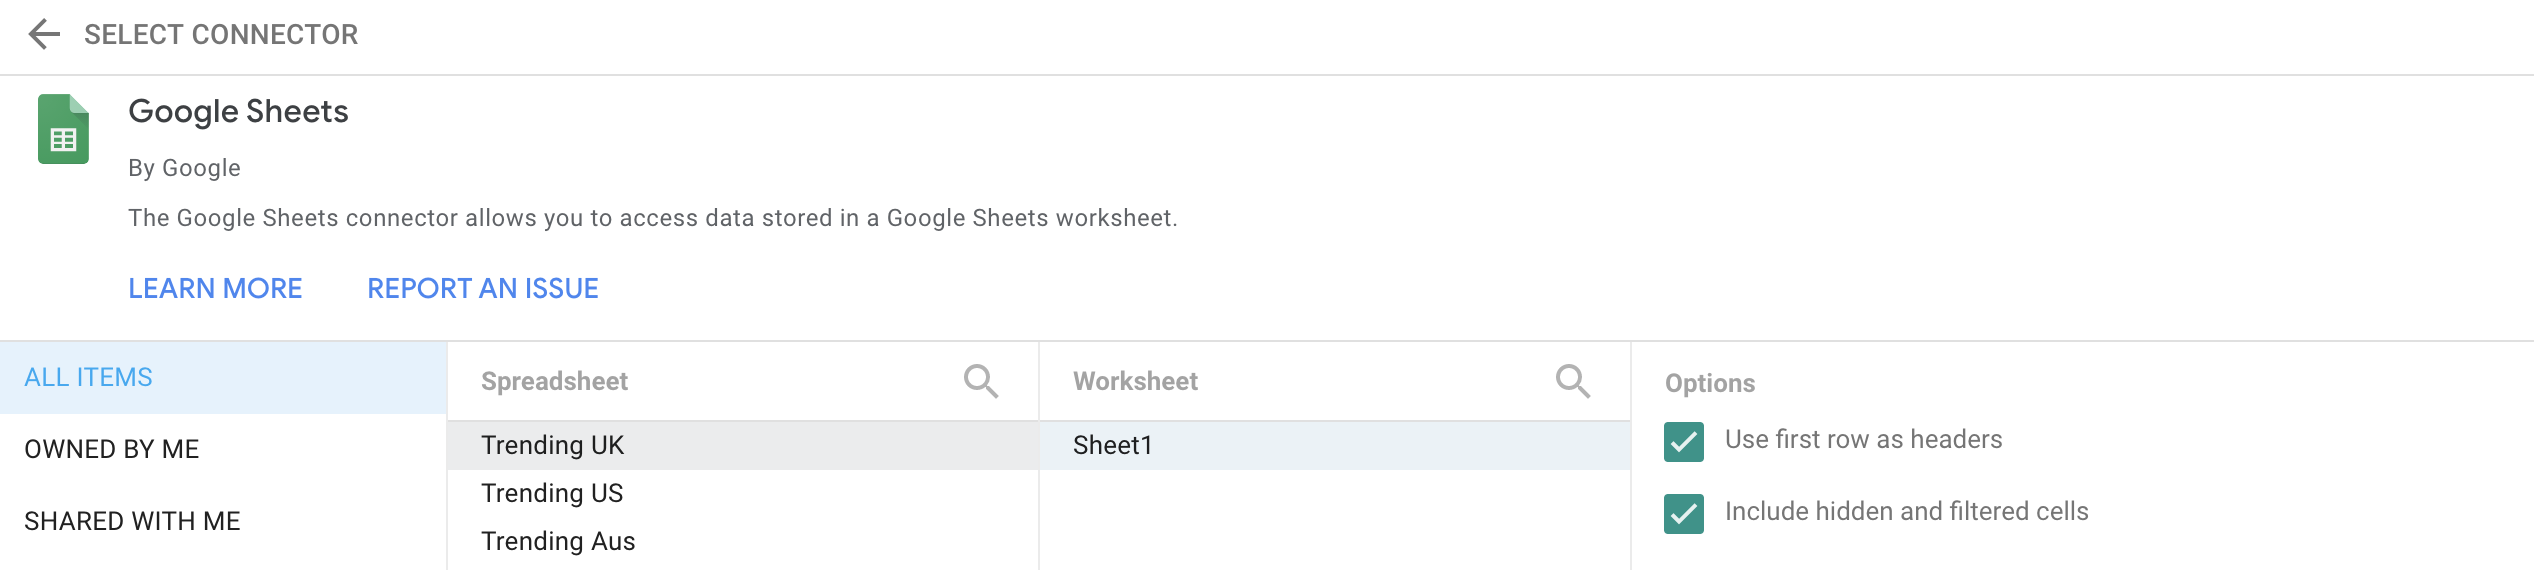 SELECT CONNECTOR
Google Sheets
By Google
The Google Sheets connector allows you to access data stored in a Google Sheets worksheet.
LEARN MORE REPORT AN ISSUE
ALL ITEMS
OWNED BY ME
SHARED WITH ME
Spreadsheet
Trending UK
Trending US
Trending Aus
Worksheet
Sheet1
Options
Use first row as headers
Include hidden and filtered cells